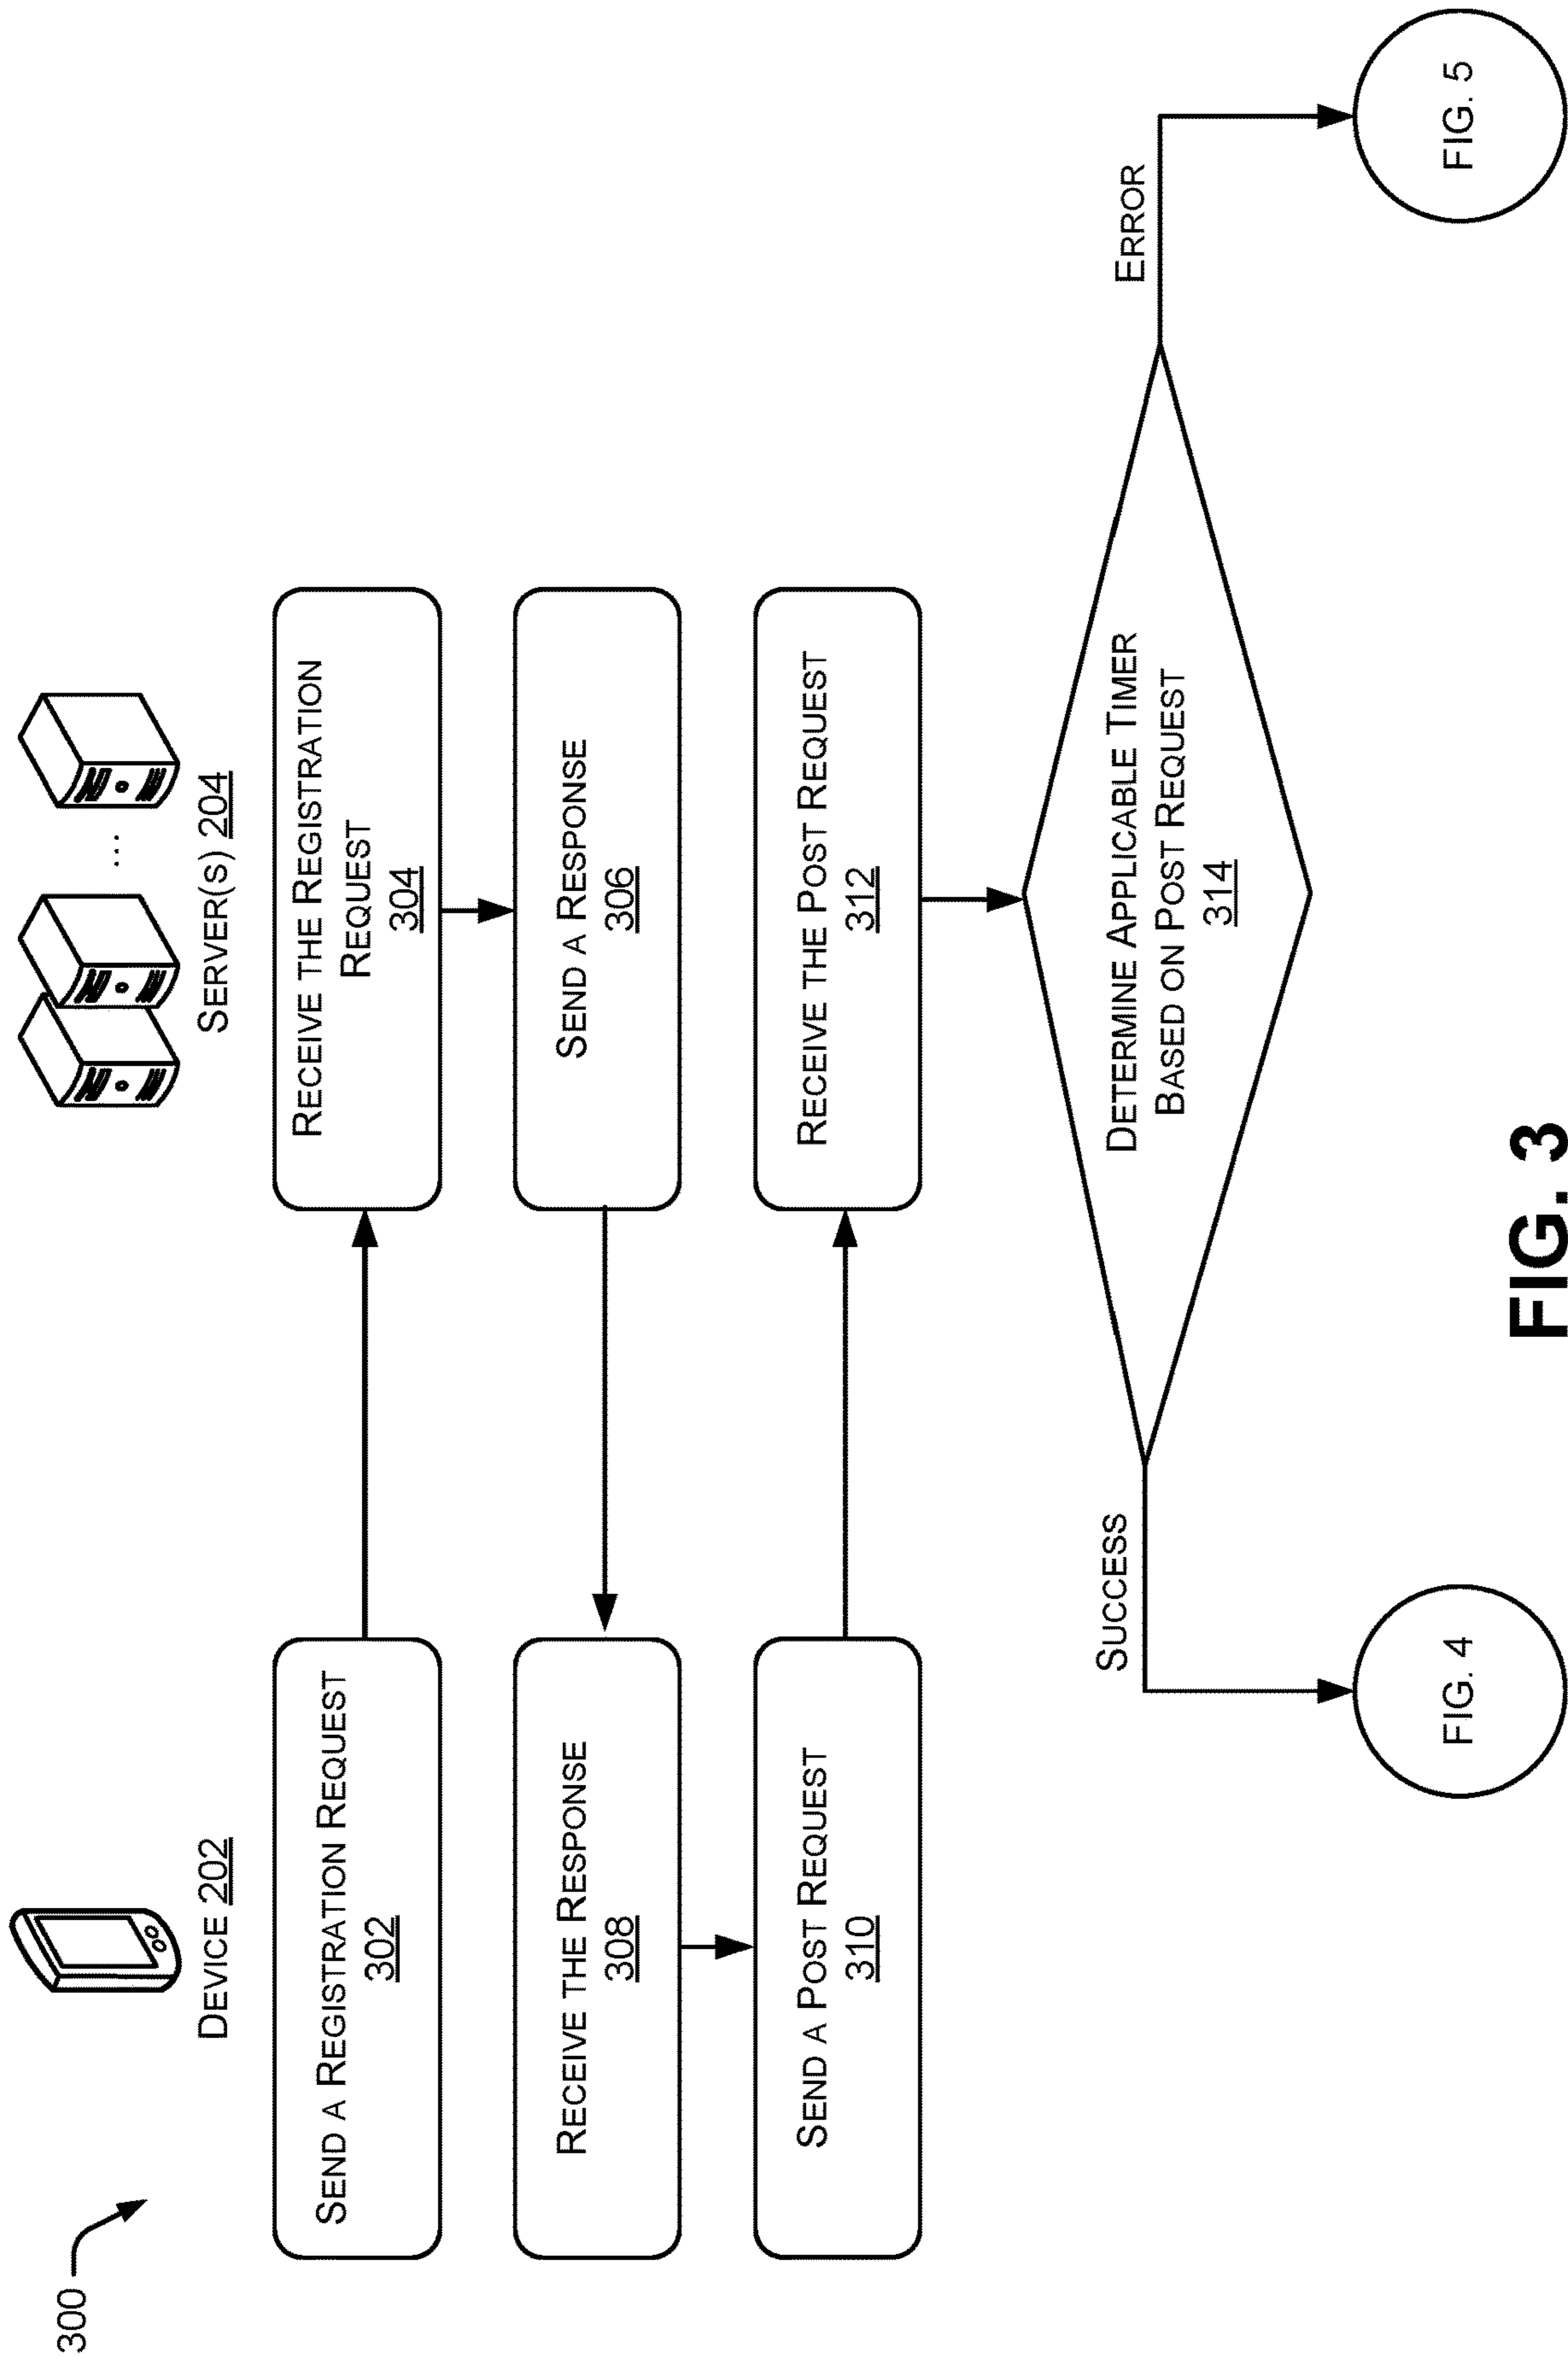 300
DEVICE 202
SERVER(S) 204
...
SEND A REGISTRATION REQUEST
302
RECEIVE THE REGISTRATION
REQUEST
304
RECEIVE THE RESPONSE
308
SEND A RESPONSE
306
SEND A POST REQUEST
310
RECEIVE THE POST REQUEST
312
DETERMINE APPLICABLE TIMER
BASED ON POST REQUEST
314
SUCCESS
ERROR
FIG. 4
FIG. 5
FIG. 3